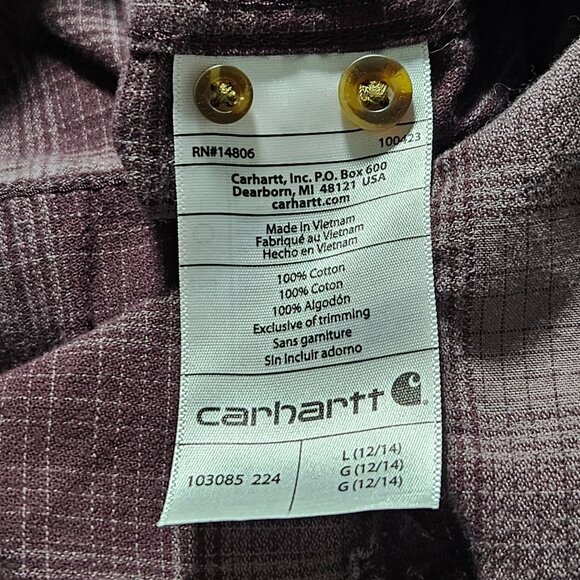 RN#14806 100423
Carhartt, Inc. P.O. Box 600
Dearborn, MI 48121 USA
carhartt.com
Made in Vietnam
Fabriqué au Vietnam
Hecho en Vietnam
100% Cotton
100% Coton
100% Algodón
Exclusive of trimming
Sans garniture
Sin incluir adorno
carhartt
103085 224
L (12/14)
G (12/14)
G (12/14)